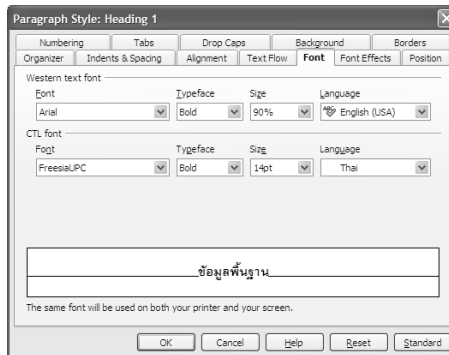 Paragraph Style: Heading 1
Numbering Tabs Drop Caps Background Borders
Organizer Indents & Spacing Alignment Text Flow Font Font Effects Position
Western text font
Font Typeface Size Language
Arial Bold 90% English (USA)
CTL font
Font Typeface Size Language
FreesiaUPC Bold 14pt Thai
ข้อมูลพื้นฐาน
The same font will be used on both your printer and your screen.
OK Cancel Help Reset Standard